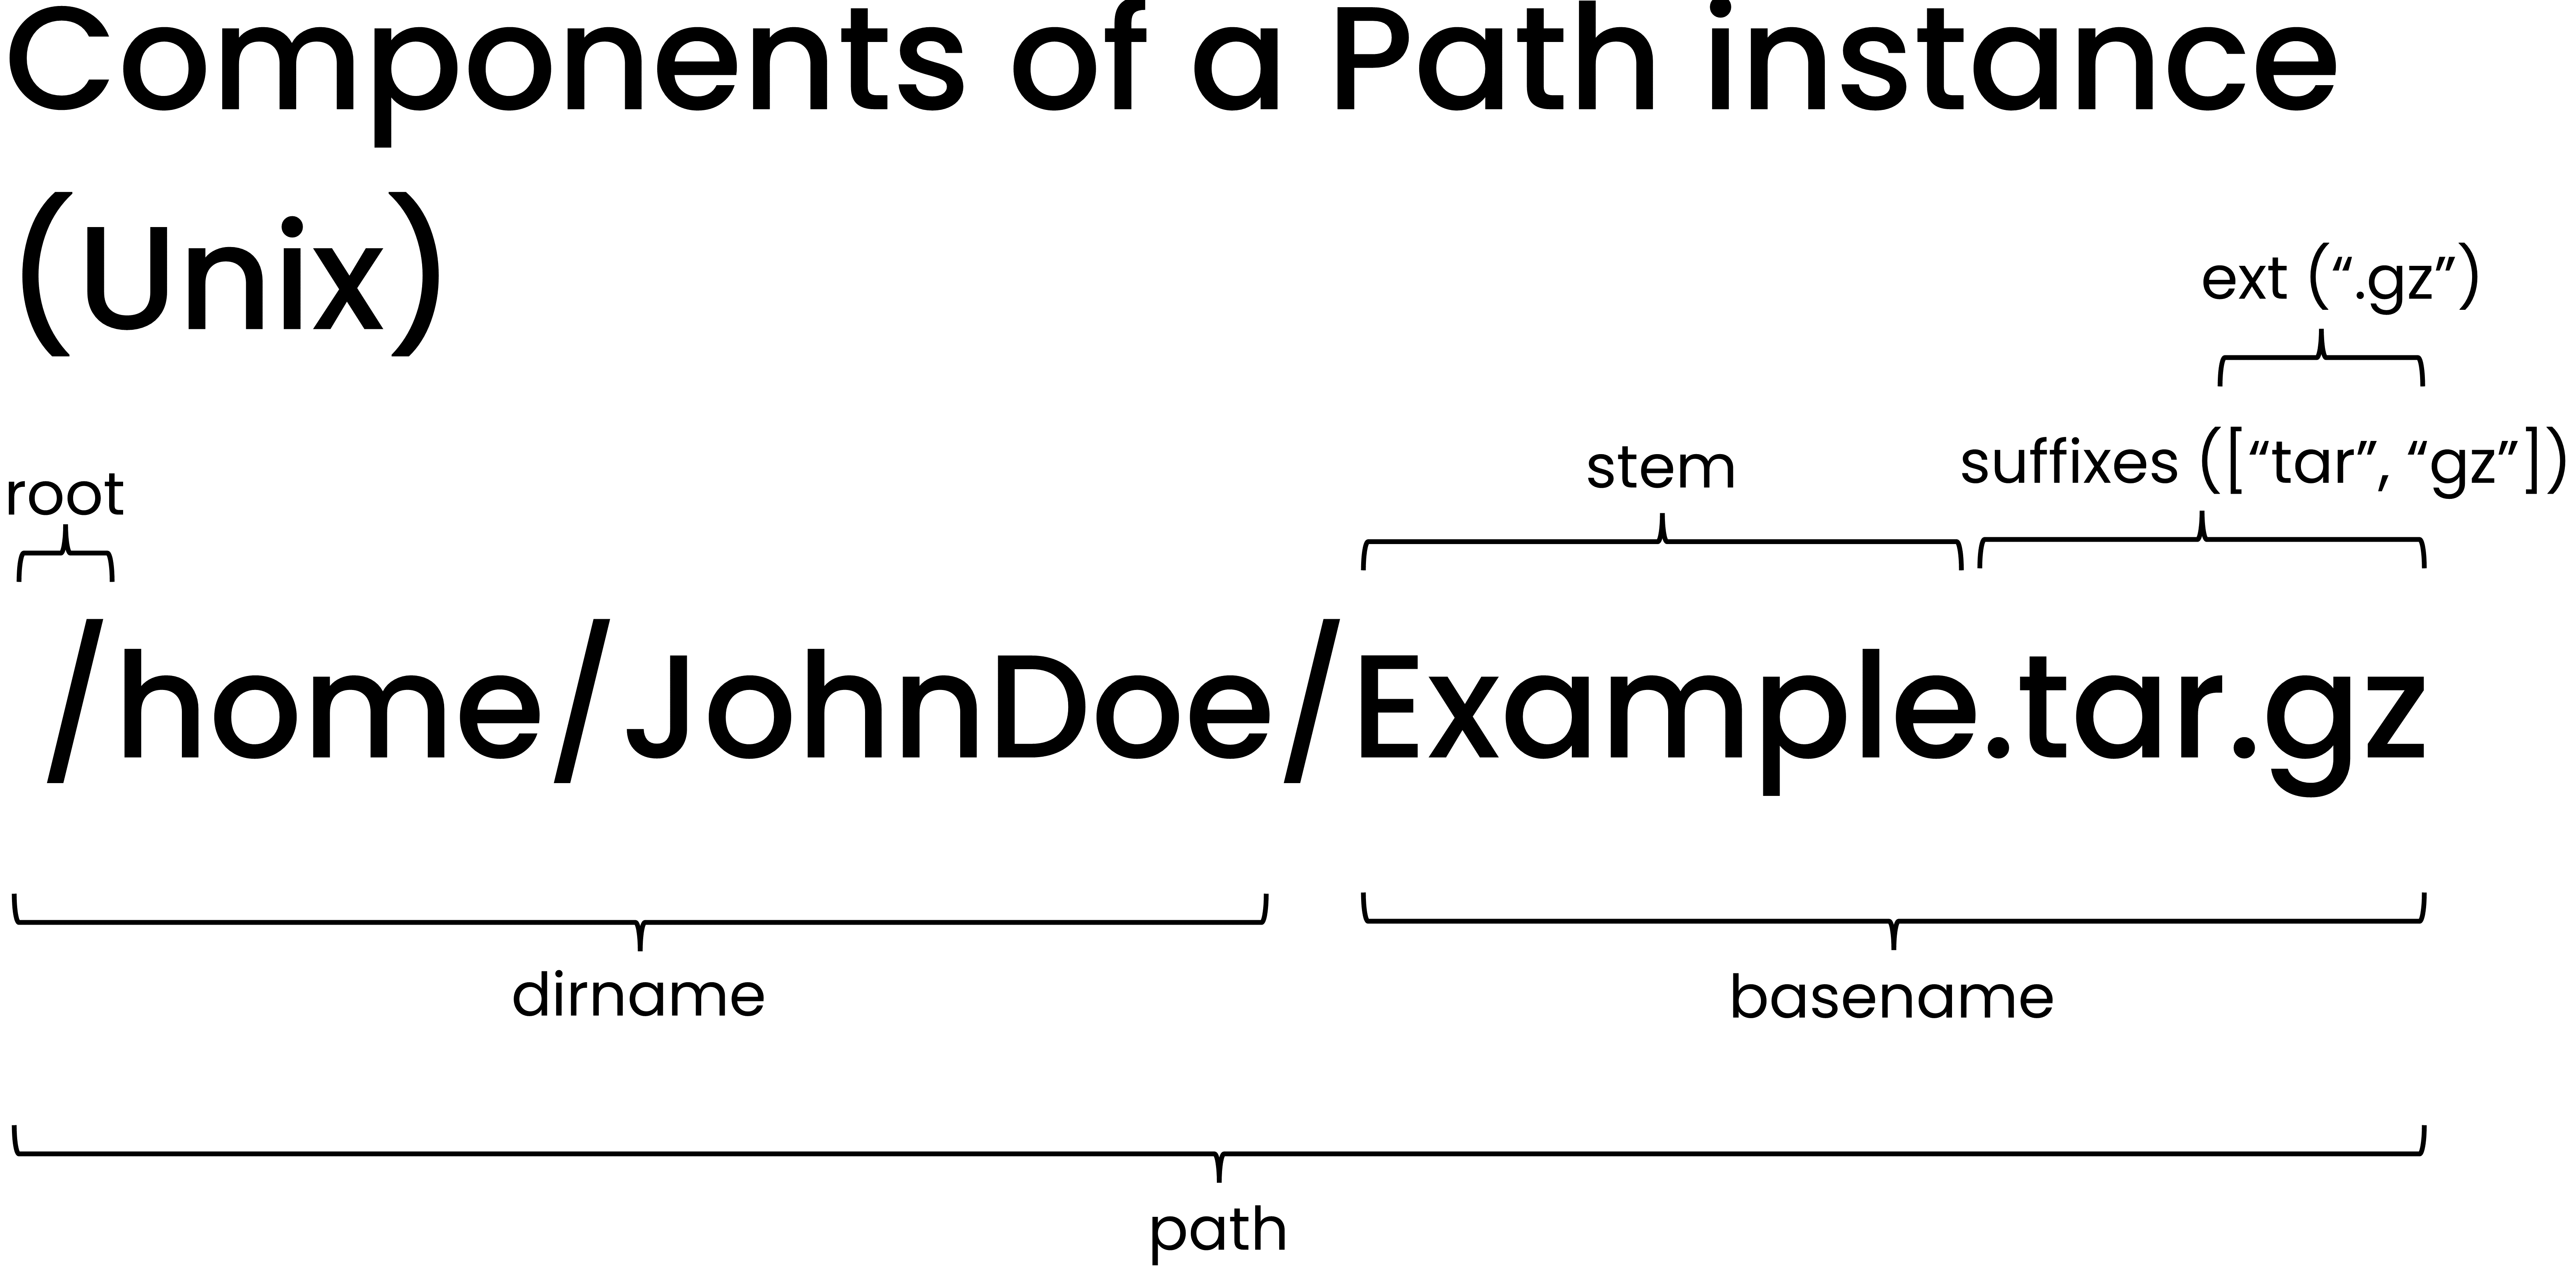 Components of a Path instance
(Unix)
ext (“.gz”)
stem
suffixes ([“tar”, “gz”])
root
/home/JohnDoe/Example.tar.gz
dirname
basename
path